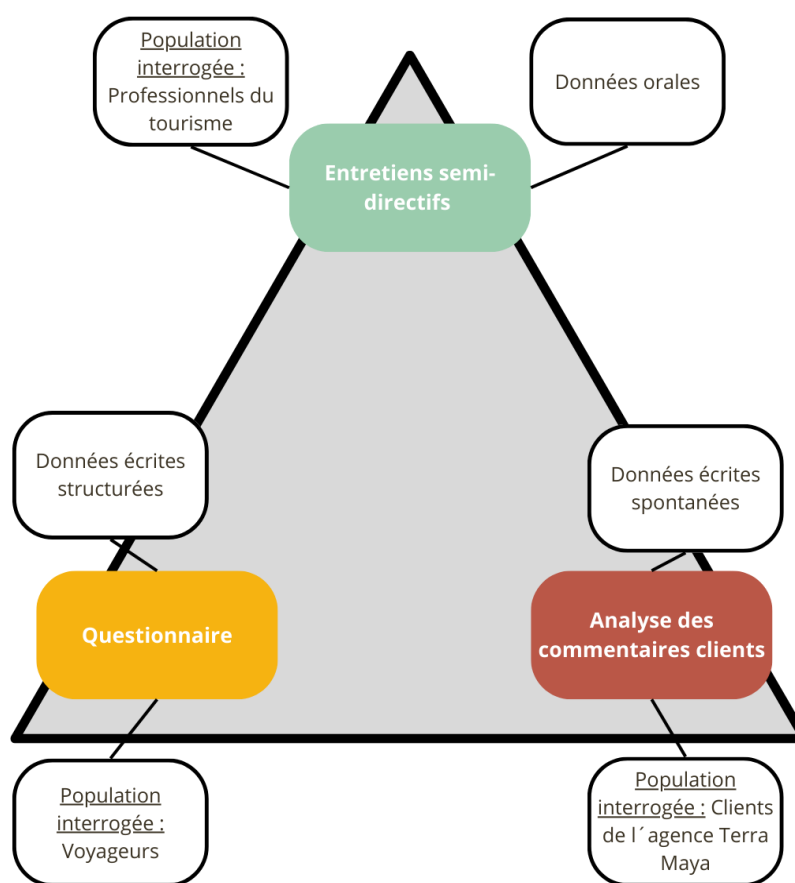 Population
interrogée :
Professionnels du
tourisme
Données orales
Entretiens semi-
directifs
Données écrites
structurées
Données écrites
spontanées
Questionnaire
Analyse des
commentaires clients
Population
interrogée :
Voyageurs
Population
interrogée : Clients
de l´agence Terra
Maya